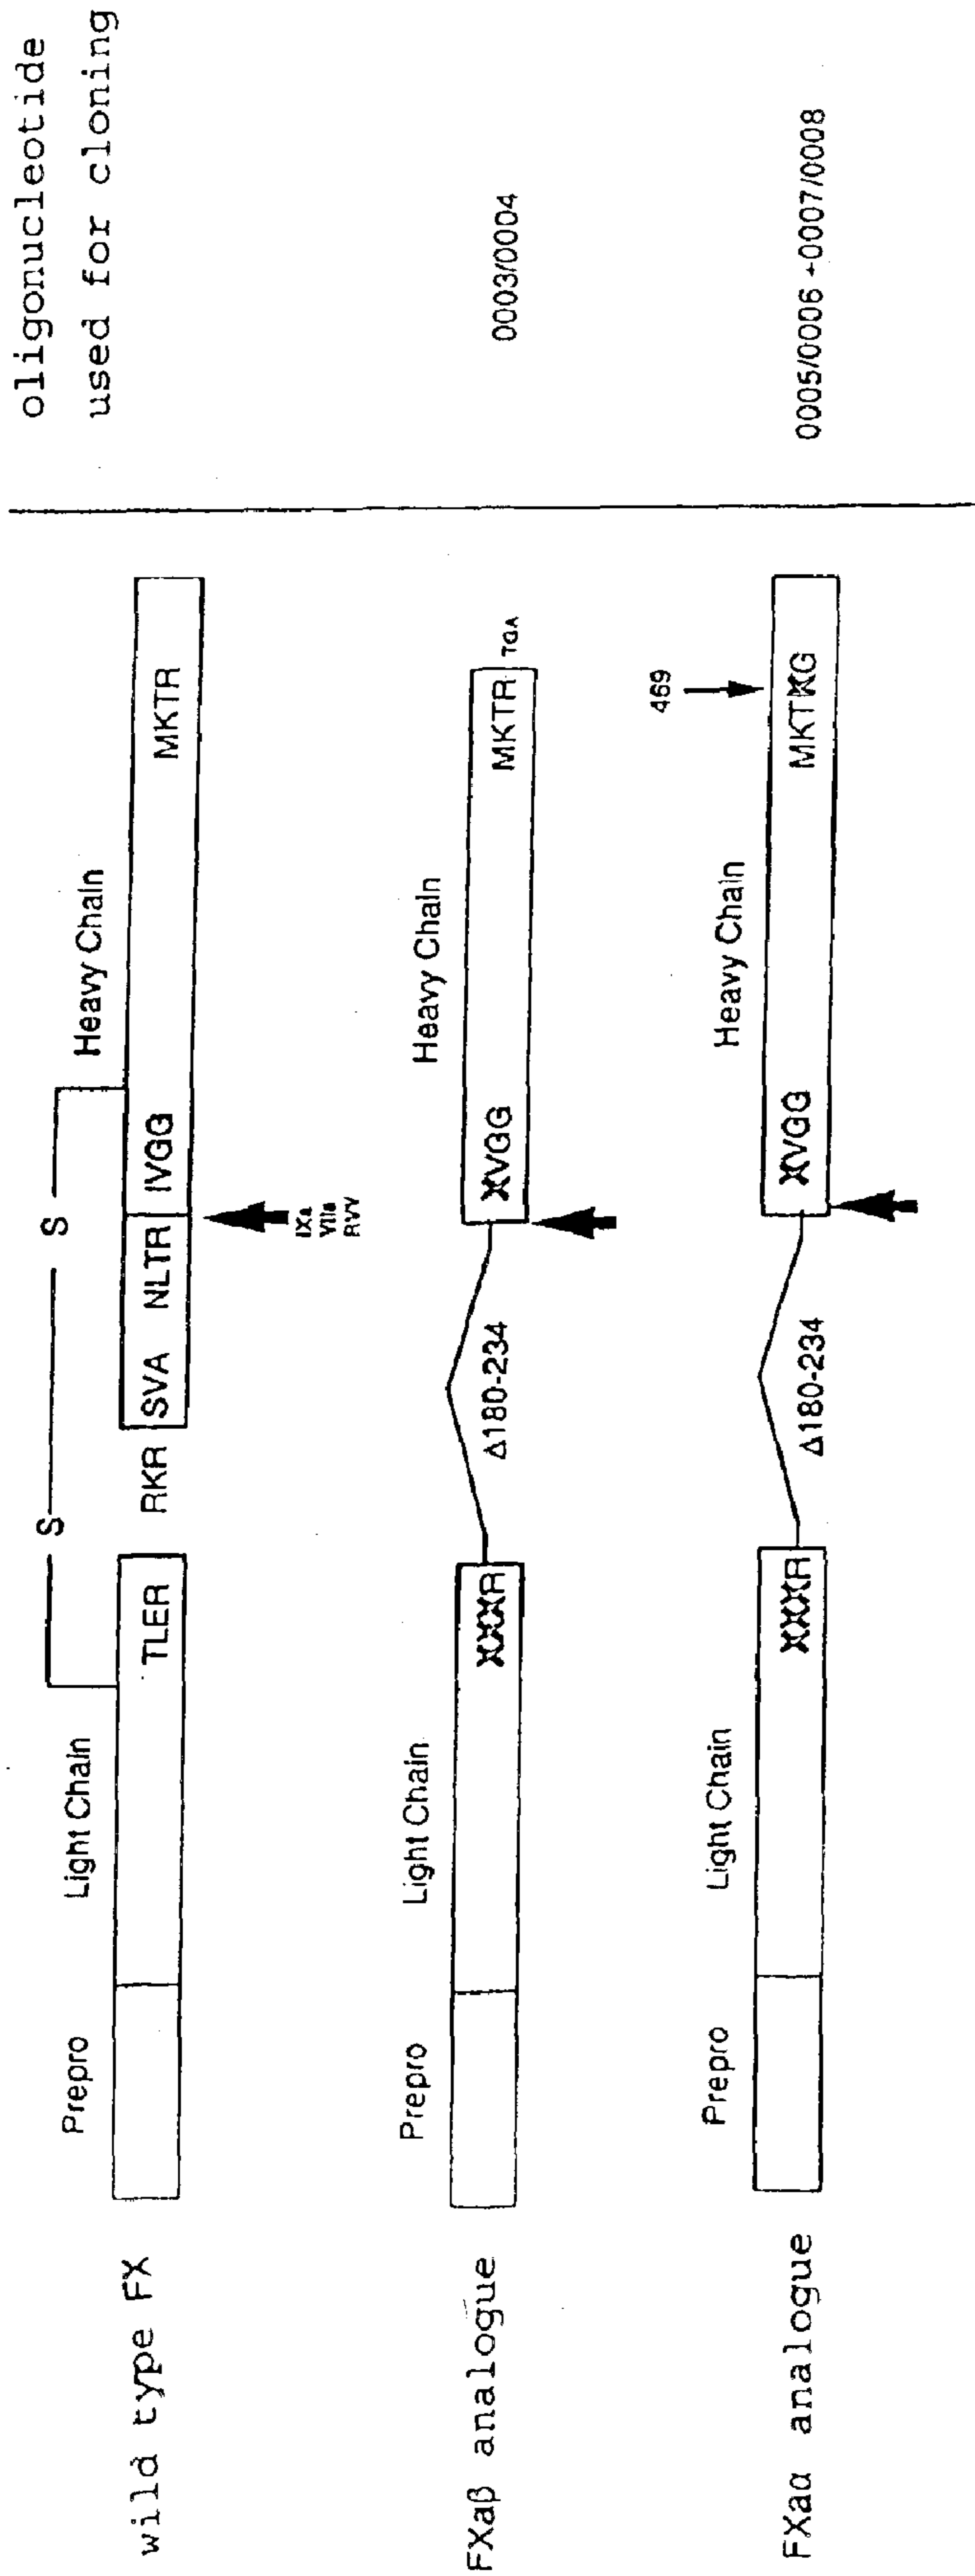 oligonucleotide
used for cloning
S S
Prepro Light Chain Heavy Chain
wild type FX TLER RKR SVA NLTR IVGG MKTR
IXa
VIIa
RVV
Prepro Light Chain Heavy Chain
FXaβ analogue XXXR XVGG MKTR TGA 0003/0004
Δ180-234
469
Prepro Light Chain Heavy Chain
FXaα analogue XXXR XVGG MKTKG 0005/0006 +0007/0008
Δ180-234